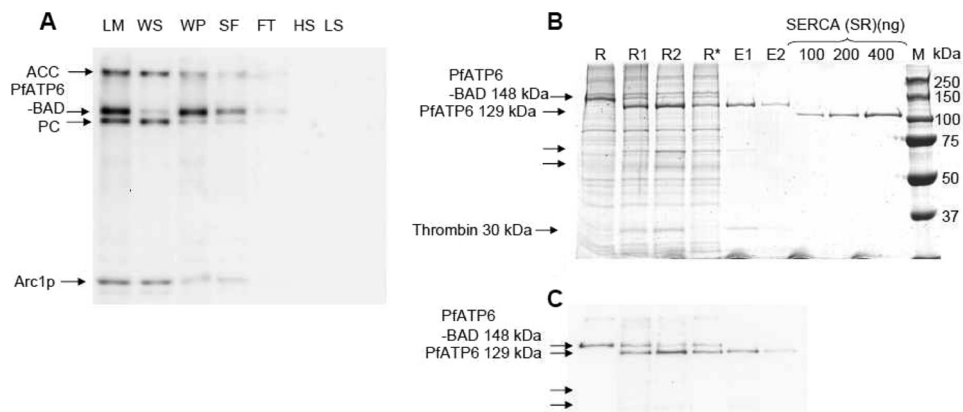 A
LM WS WP SF FT HS LS
ACC
PfATP6
-BAD
PC
Arc1p
B
SERCA (SR)(ng)
R R1 R2 R* E1 E2 100 200 400 M kDa
PfATP6
-BAD 148 kDa
PfATP6 129 kDa
Thrombin 30 kDa
250
150
100
75
50
37
C
PfATP6
-BAD 148 kDa
PfATP6 129 kDa